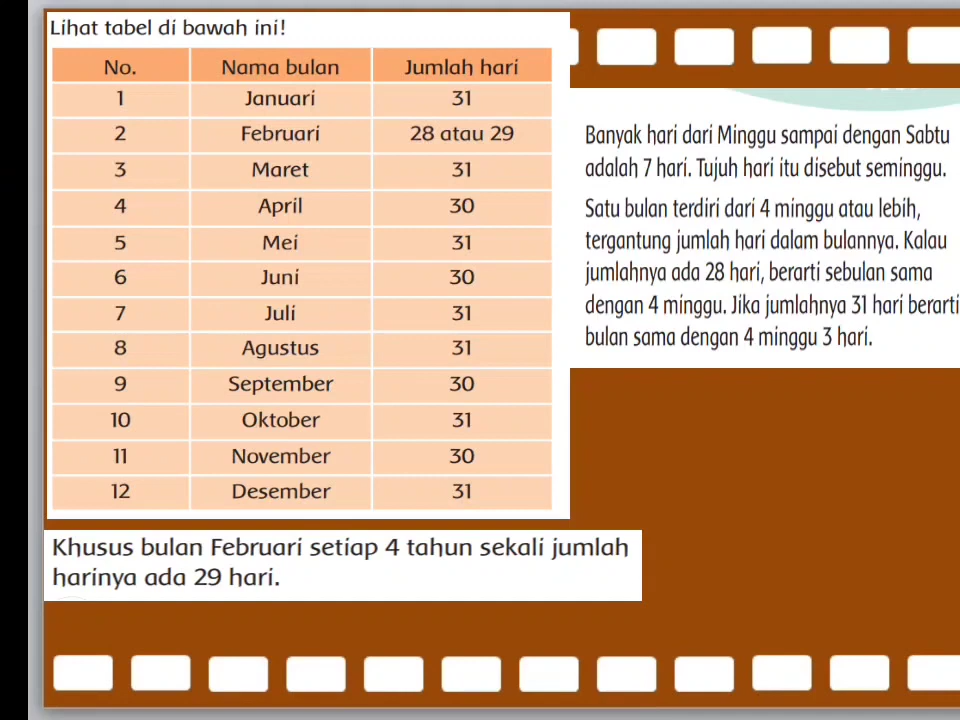 Lihat tabel di bawah ini!
No. Nama bulan Jumlah hari
1 Januari 31
2 Februari 28 atau 29
3 Maret 31
4 April 30
5 Mei 31
6 Juni 30
7 Juli 31
8 Agustus 31
9 September 30
10 Oktober 31
11 November 30
12 Desember 31
Banyak hari dari Minggu sampai dengan Sabtu
adalah 7 hari. Tujuh hari itu disebut seminggu.
Satu bulan terdiri dari 4 minggu atau lebih,
tergantung jumlah hari dalam bulannya. Kalau
jumlahnya ada 28 hari, berarti sebulan sama
dengan 4 minggu. Jika jumlahnya 31 hari berarti
bulan sama dengan 4 minggu 3 hari.
Khusus bulan Februari setiap 4 tahun sekali jumlah
harinya ada 29 hari.